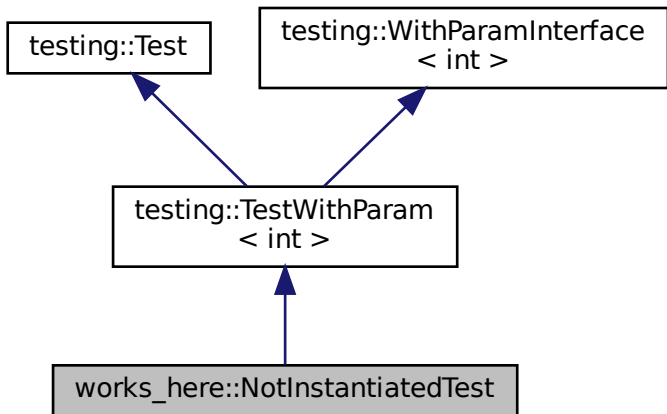 testing::Test
testing::WithParamInterface
< int >
testing::TestWithParam
< int >
works_here::NotInstantiatedTest